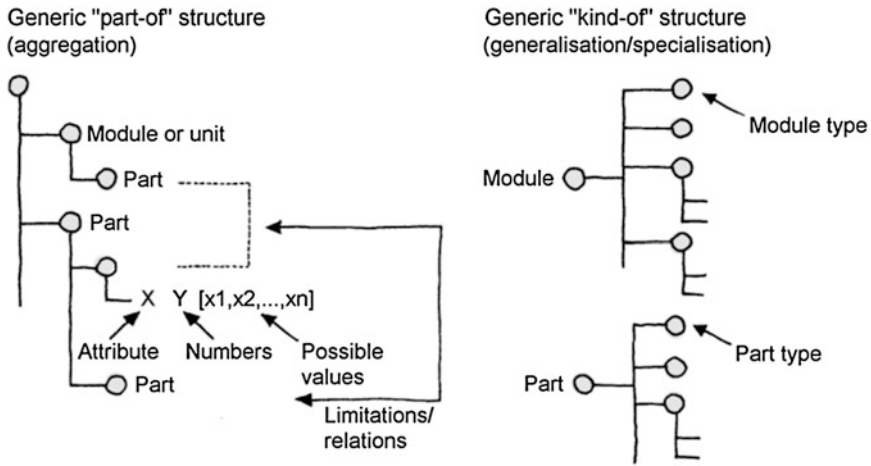 Generic "part-of" structure
(aggregation)
Module or unit
Part
Part
X Y [x1,x2,...,xn]
Attribute
Numbers
Possible
values
Part
Limitations/
relations
Generic "kind-of" structure
(generalisation/specialisation)
Module type
Module
Part type
Part